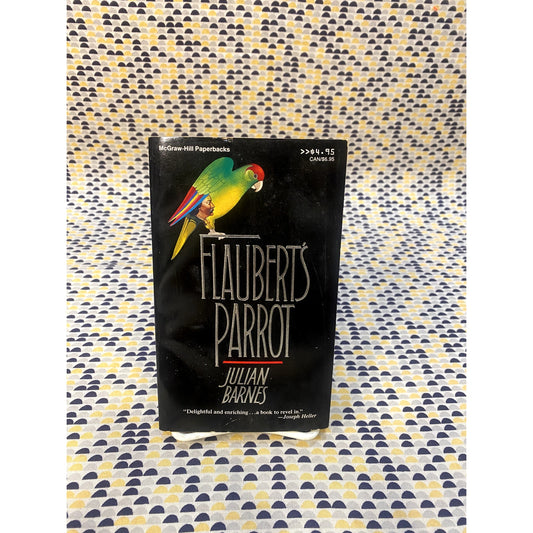 McGraw-Hill Paperbacks
>>$4.95
CAN/$6.95
FLAUBERT'S
PARROT
JULIAN
BARNES
"Delightful and enriching...a book to revel in."
—Joseph Heller